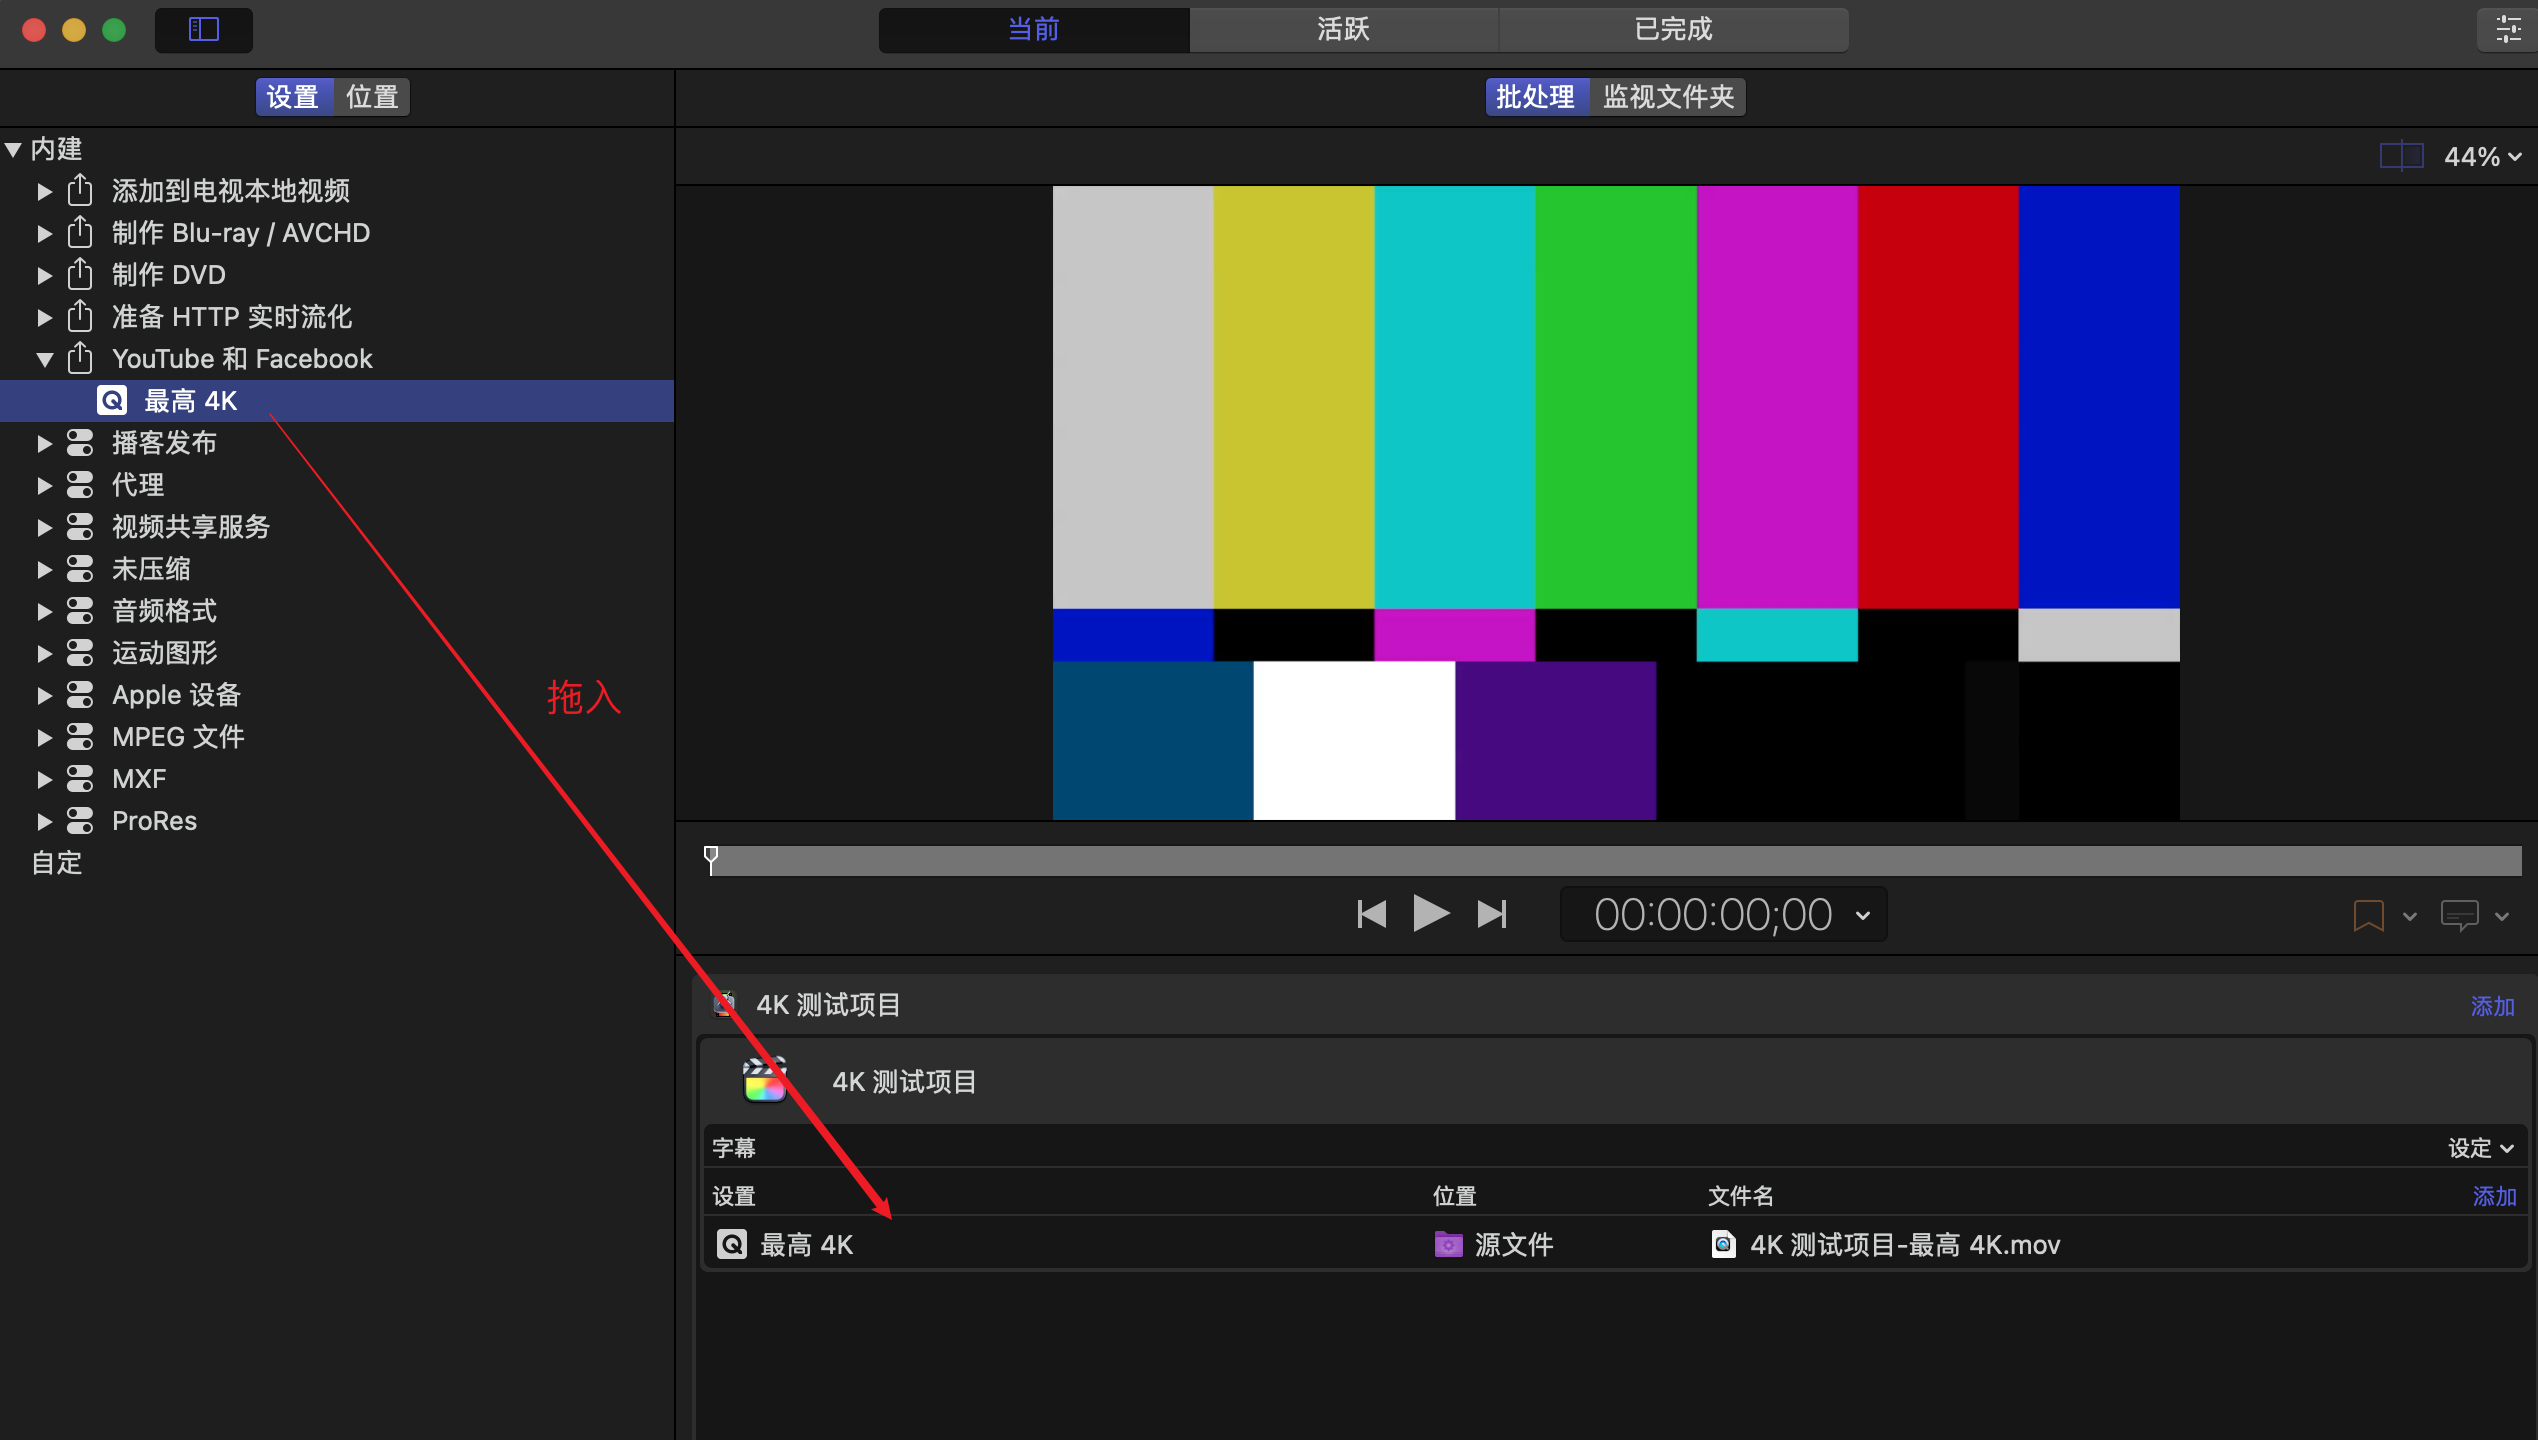 当前 活跃 已完成
设置 位置
批处理 监视文件夹
内建
44%
添加到电视本地视频
制作 Blu-ray / AVCHD
制作 DVD
准备 HTTP 实时流化
YouTube 和 Facebook
最高 4K
播客发布
代理
视频共享服务
未压缩
音频格式
运动图形
Apple 设备
MPEG 文件
MXF
ProRes
自定
拖入
00:00:00;00
4K 测试项目 添加
4K 测试项目
字幕 设定
设置 位置 文件名 添加
最高 4K 源文件 4K 测试项目-最高 4K.mov